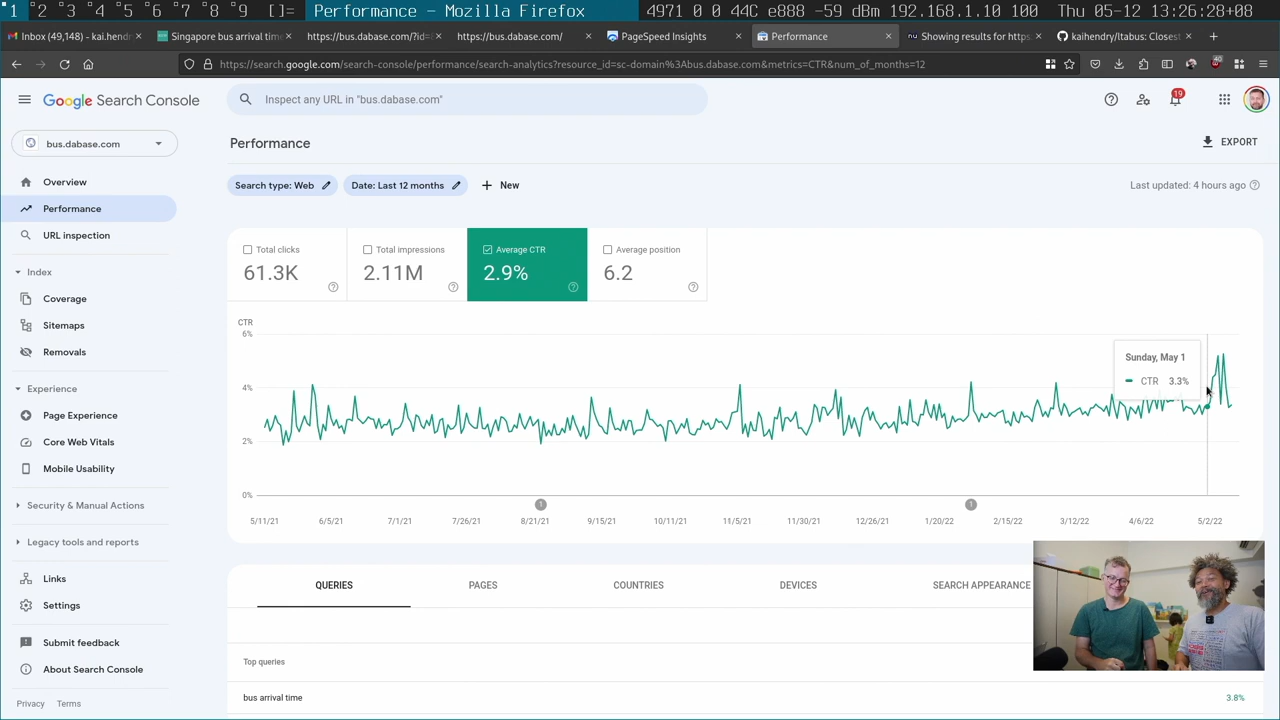 1 2 3 4 5 6 7 8 9 []= Performance - Mozilla Firefox 4971 0 44C e888 -59 dBm 192.168.1.10 100 Thu 05-12 13:26:28+08
Inbox (49,148) - kai.hendr
Singapore bus arrival time
https://bus.dabase.com/?id=
https://bus.dabase.com/
PageSpeed Insights
Performance
Showing results for https:
kaihendry/ltabus: Closest
https://search.google.com/search-console/performance/search-analytics?resource_id=sc-domain%3Abus.dabase.com&metrics=CTR&num_of_months=12
Google Search Console
Inspect any URL in "bus.dabase.com"
19
bus.dabase.com
Overview
Performance
URL inspection
Index
Coverage
Sitemaps
Removals
Experience
Page Experience
Core Web Vitals
Mobile Usability
Security & Manual Actions
Legacy tools and reports
Links
Settings
Submit feedback
About Search Console
Privacy Terms
Performance
EXPORT
Search type: Web
Date: Last 12 months
New
Last updated: 4 hours ago
Total clicks
61.3K
Total impressions
2.11M
Average CTR
2.9%
Average position
6.2
CTR
6%
4%
2%
0%
Sunday, May 1
CTR 3.3%
1
1
5/11/21 6/5/21 7/1/21 7/26/21 8/21/21 9/15/21 10/11/21 11/5/21 11/30/21 12/26/21 1/20/22 2/15/22 3/12/22 4/6/22 5/2/22
QUERIES PAGES COUNTRIES DEVICES SEARCH APPEARANCE
Top queries
bus arrival time 3.8%